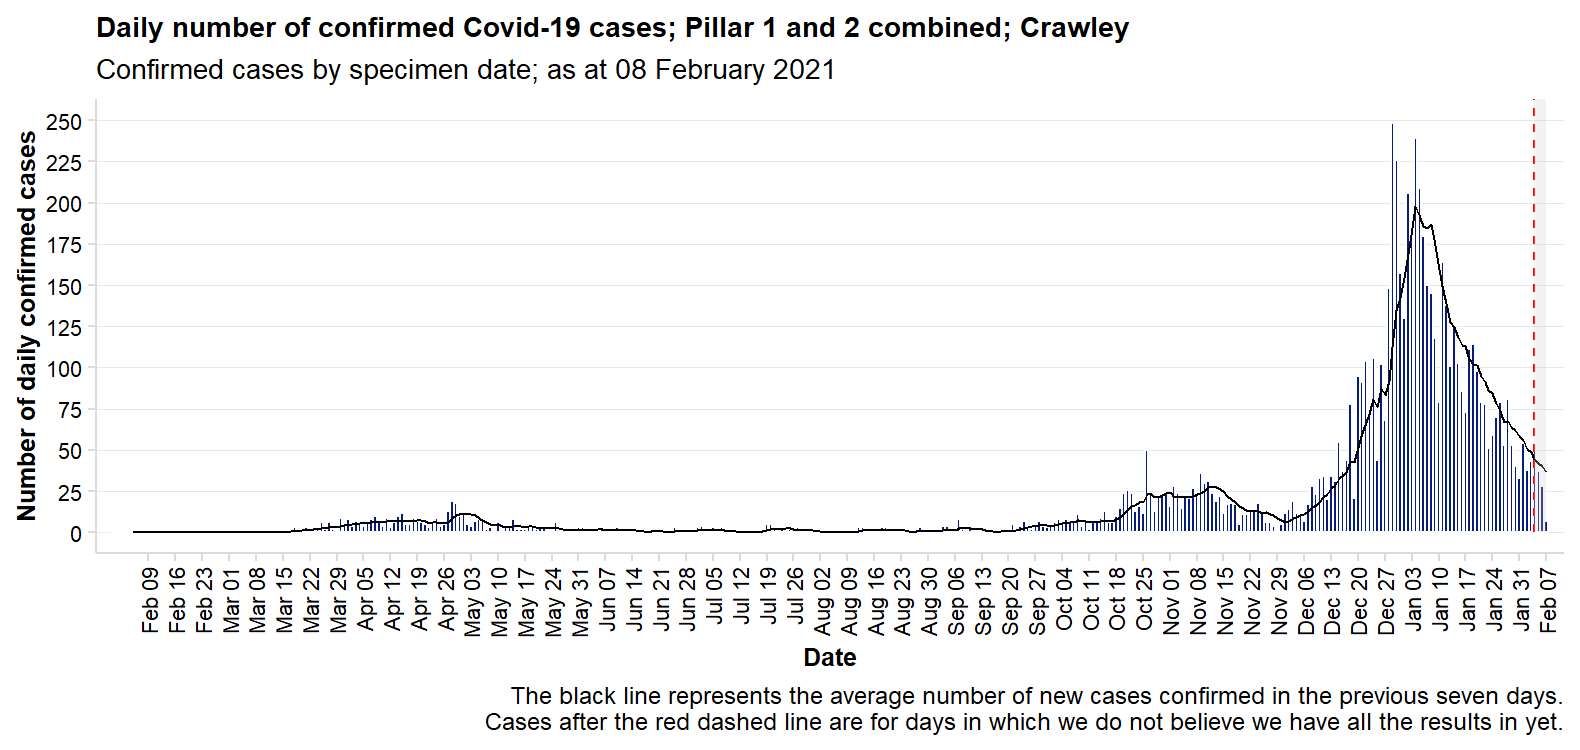 Daily number of confirmed Covid-19 cases; Pillar 1 and 2 combined; Crawley
Confirmed cases by specimen date; as at 08 February 2021
Number of daily confirmed cases
250
225
200
175
150
125
100
75
50
25
0
Feb 09
Feb 16
Feb 23
Mar 01
Mar 08
Mar 15
Mar 22
Mar 29
Apr 05
Apr 12
Apr 19
Apr 26
May 03
May 10
May 17
May 24
May 31
Jun 07
Jun 14
Jun 21
Jun 28
Jul 05
Jul 12
Jul 19
Jul 26
Aug 02
Aug 09
Aug 16
Aug 23
Aug 30
Sep 06
Sep 13
Sep 20
Sep 27
Oct 04
Oct 11
Oct 18
Oct 25
Nov 01
Nov 08
Nov 15
Nov 22
Nov 29
Dec 06
Dec 13
Dec 20
Dec 27
Jan 03
Jan 10
Jan 17
Jan 24
Jan 31
Feb 07
Date
The black line represents the average number of new cases confirmed in the previous seven days.
Cases after the red dashed line are for days in which we do not believe we have all the results in yet.